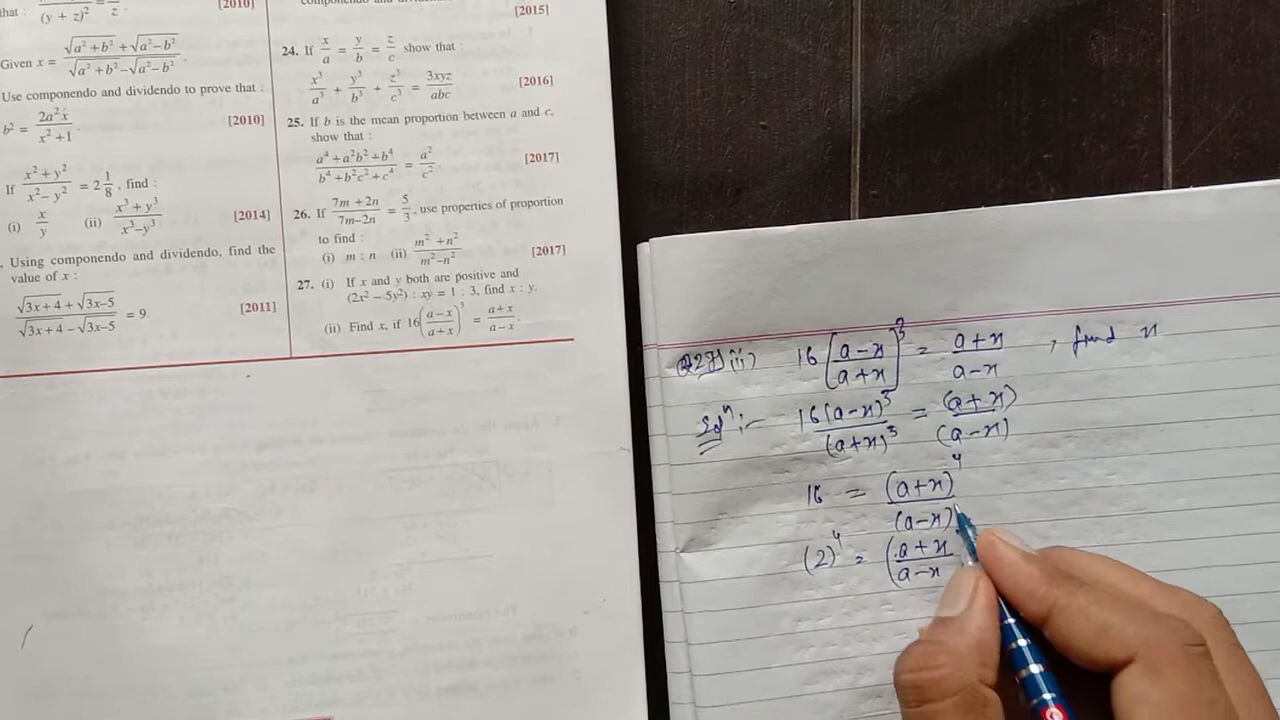 that : (y + z)² z . [2010]
Given x = √a² + b² + √a² – b² / √a² + b² – √a² – b² .
Use componendo and dividendo to prove that :
b² = 2a²x / x² + 1 . [2010]
If x² + y² / x² – y² = 2 1/8 , find :
(i) x/y (ii) x³ + y³ / x³ – y³ [2014]
. Using componendo and dividendo, find the
value of x :
√3x + 4 + √3x – 5 / √3x + 4 – √3x – 5 = 9. [2011]
[2015]
24. If x/a = y/b = z/c show that :
x³/a³ + y³/b³ + z³/c³ = 3xyz/abc . [2016]
25. If b is the mean proportion between a and c,
show that :
a⁴ + a²b² + b⁴ / b⁴ + b²c² + c⁴ = a²/c² . [2017]
26. If 7m + 2n / 7m – 2n = 5/3 , use properties of proportion
to find :
(i) m : n (ii) m² + n² / m² – n² [2017]
27. (i) If x and y both are positive and
(2x² – 5y²) : xy = 1 : 3, find x : y.
(ii) Find x, if 16(a – x / a + x)³ = a + x / a – x .
Q27) (ii) 16 (a – x / a + x)³ = a + x / a – x , find x
Solⁿ :– 16(a – x)³ / (a + x)³ = (a + x) / (a – x)
16 = (a + x)⁴ / (a – x)
(2)⁴ = (a + x / a – x